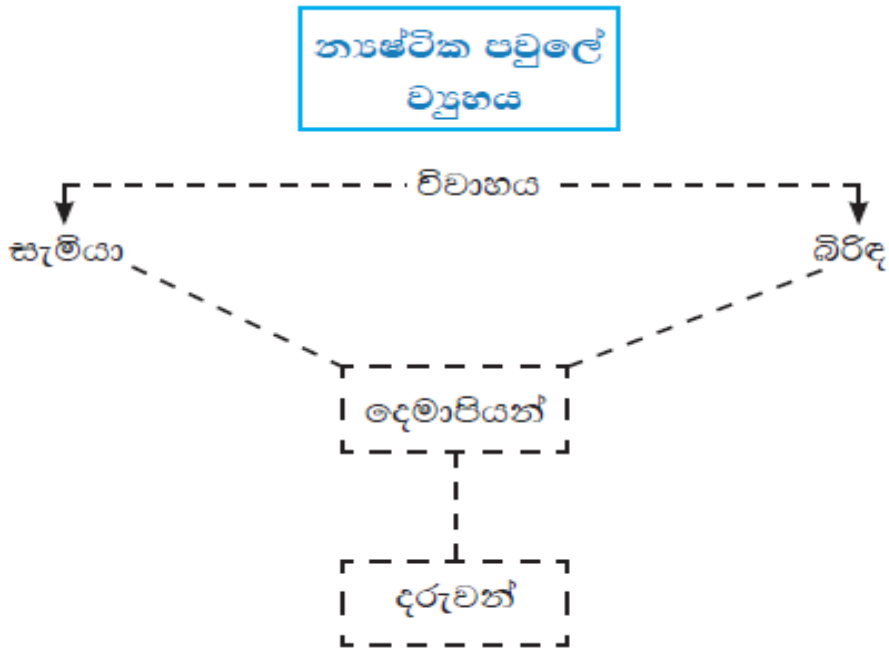 න්‍යෂ්ටික පවුලේ
ව්‍යුහය
විවාහය
සැමියා
බිරිඳ
දෙමාපියන්
දරුවන්